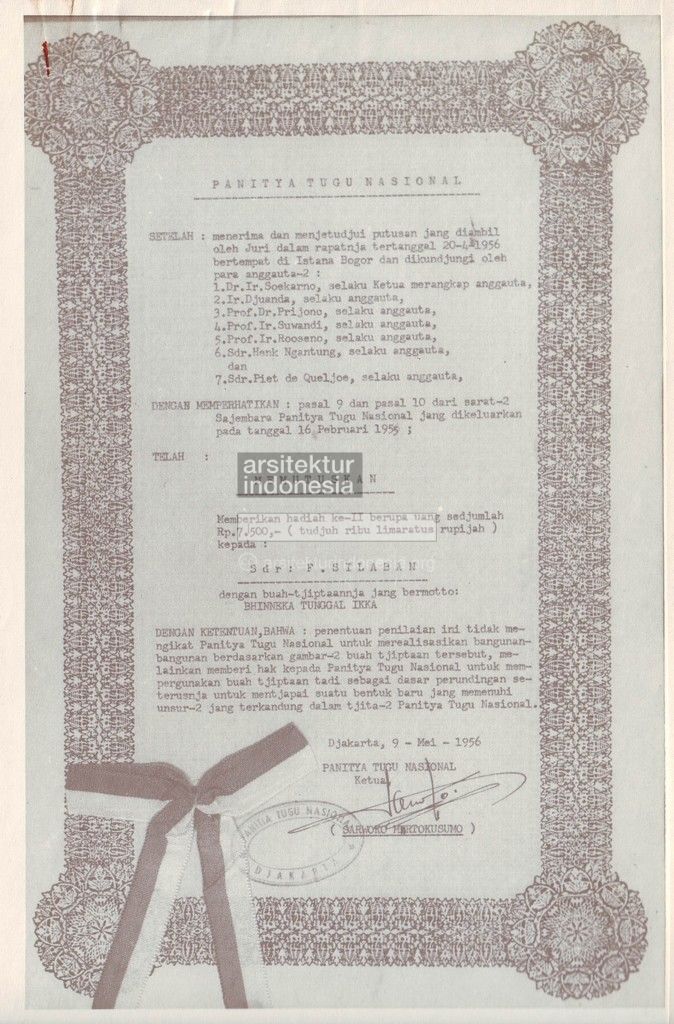 PANITYA TUGU NASIONAL
SETELAH : menerima dan menjetudjui putusan jang diambil
oleh Juri dalam rapatnja tertanggal 20-4-1956
bertempat di Istana Bogor dan dikundjungi oleh
para anggauta-2 :
1.Dr.Ir.Soekarno, selaku Ketua merangkap anggauta,
2.Ir.Djuanda, selaku anggauta,
3.Prof.Dr.Prijono, selaku anggauta,
4.Prof.Ir.Suwandi, selaku anggauta,
5.Prof.Ir.Rooseno, selaku anggauta,
6.Sdr.Henk Ngantung, selaku anggauta,
dan
7.Sdr.Piet de Queljoe, selaku anggauta,
DENGAN MEMPERHATIKAN : pasal 9 dan pasal 10 dari sarat-2
Sajembara Panitya Tugu Nasional jang dikeluarkan
pada tanggal 16 Pebruari 1955 ;
TELAH :
arsitektur
indonesia
MEMUTUSKAN
Memberikan hadiah ke-II berupa uang sedjumlah
Rp.7.500,- ( tudjuh ribu limaratus rupijah )
kepada :
Sdr: F.SILABAN
dengan buah-tjiptaannja jang bermotto:
BHINNEKA TUNGGAL IKKA
DENGAN KETENTUAN,BAHWA : penentuan penilaian ini tidak me-
ngikat Panitya Tugu Nasional untuk merealisasikan bangunan-
bangunan berdasarkan gambar-2 buah tjiptaan tersebut, me-
lainkan memberi hak kepada Panitya Tugu Nasional untuk mem-
pergunakan buah tjiptaan tadi sebagai dasar perundingan se-
terusnja untuk mentjapai suatu bentuk baru jang memenuhi
unsur-2 jang terkandung dalam tjita-2 Panitya Tugu Nasional.
Djakarta, 9 - Mei - 1956
PANITYA TUGU NASIONAL
Ketua
( SARWOKO MARTOKUSUMO )
PANITIA TUGU NASIONAL
DJAKARTA